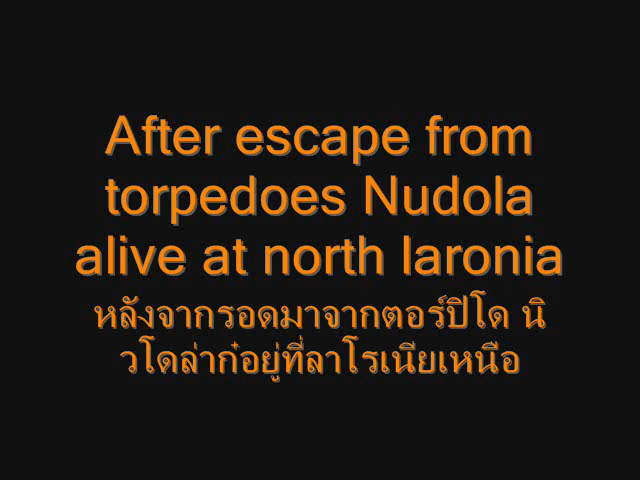 After escape from
torpedoes Nudola
alive at north laronia
หลังจากรอดมาจากตอร์ปิโด นิ
วโดล่าก๋อยู่ที่ลาโรเนียเหนือ